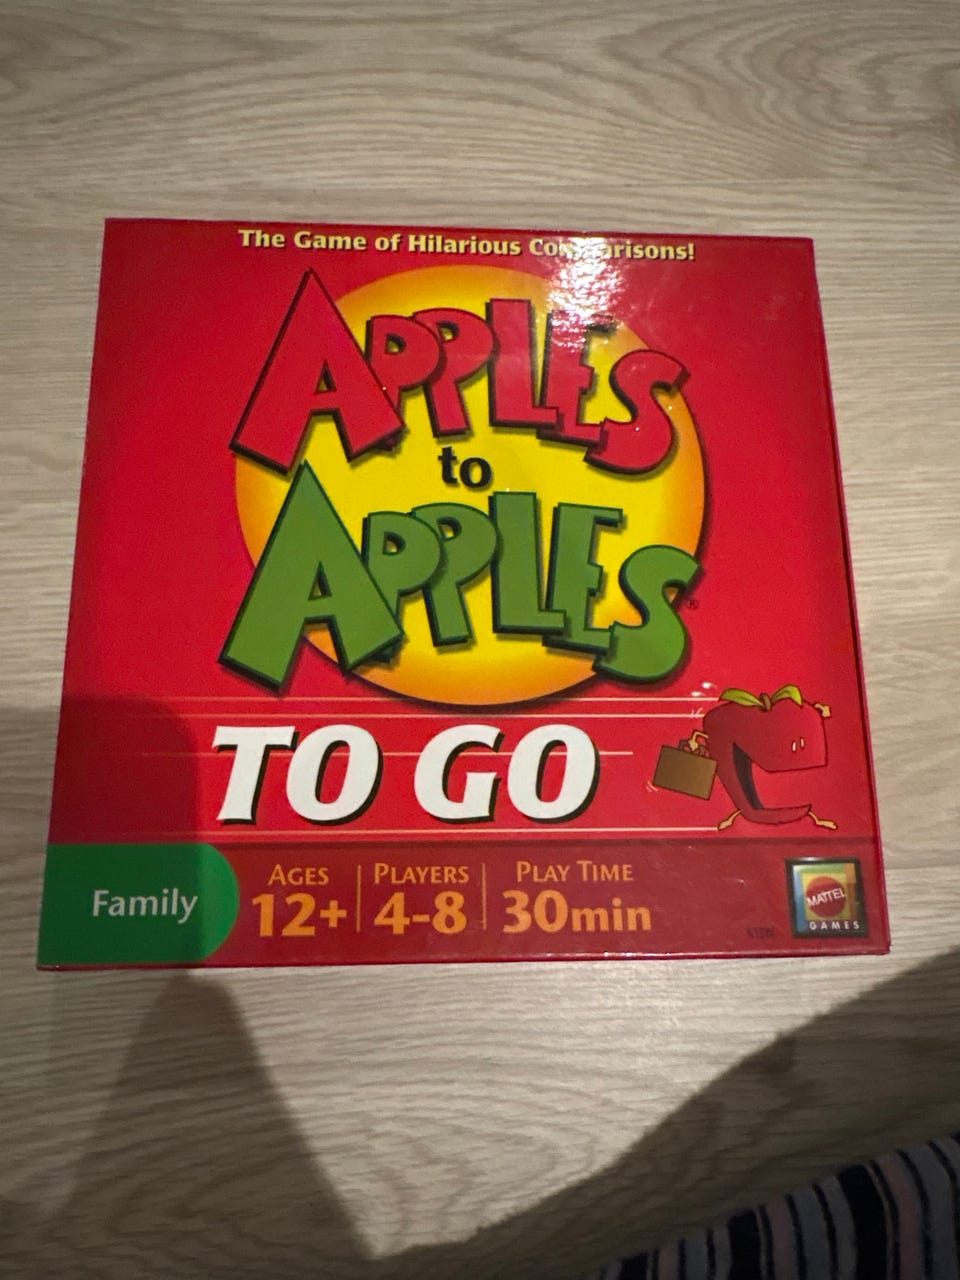 The Game of Hilarious Comparisons!
APPLES
to
APPLES®
TO GO
Family
AGES
12+
PLAYERS
4-8
PLAY TIME
30min
MATTEL
GAMES